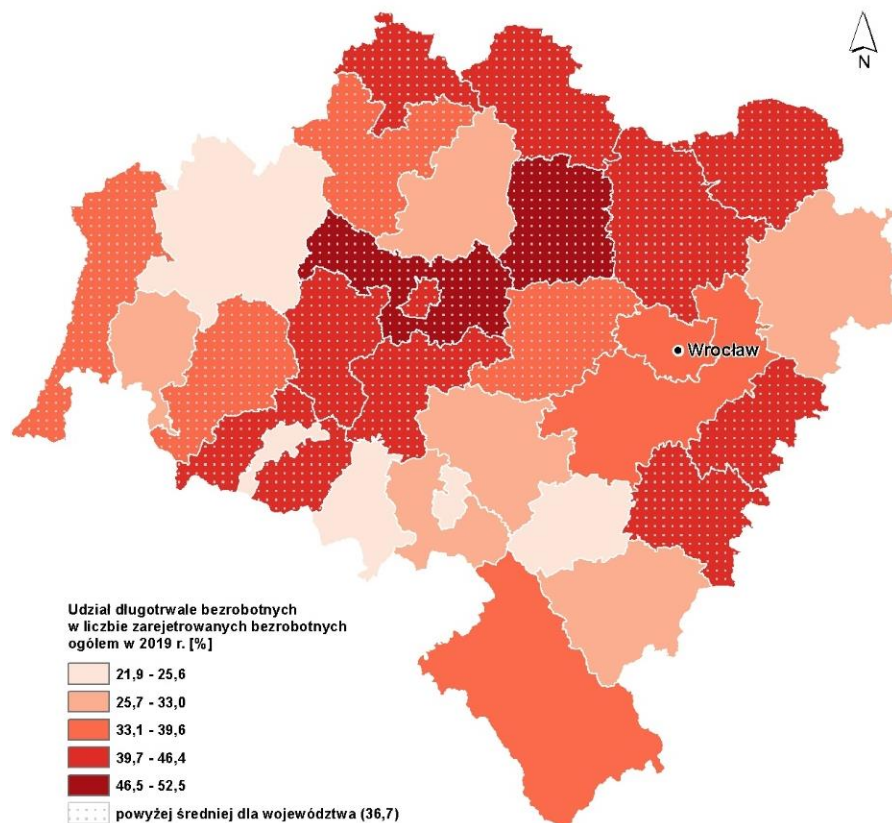 N
Wrocław
Udział długotrwale bezrobotnych
w liczbie zarejetrowanych bezrobotnych
ogółem w 2019 r. [%]
21,9 - 25,6
25,7 - 33,0
33,1 - 39,6
39,7 - 46,4
46,5 - 52,5
powyżej średniej dla województwa (36,7)